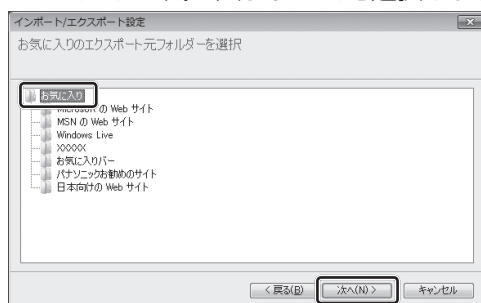 インポート/エクスポート設定
お気に入りのエクスポート元フォルダーを選択
お気に入り
Microsoft の Web サイト
MSN の Web サイト
Windows Live
XXXXX
お気に入りバー
パナソニックお勧めのサイト
日本向けの Web サイト
< 戻る(B)
次へ(N) >
キャンセル